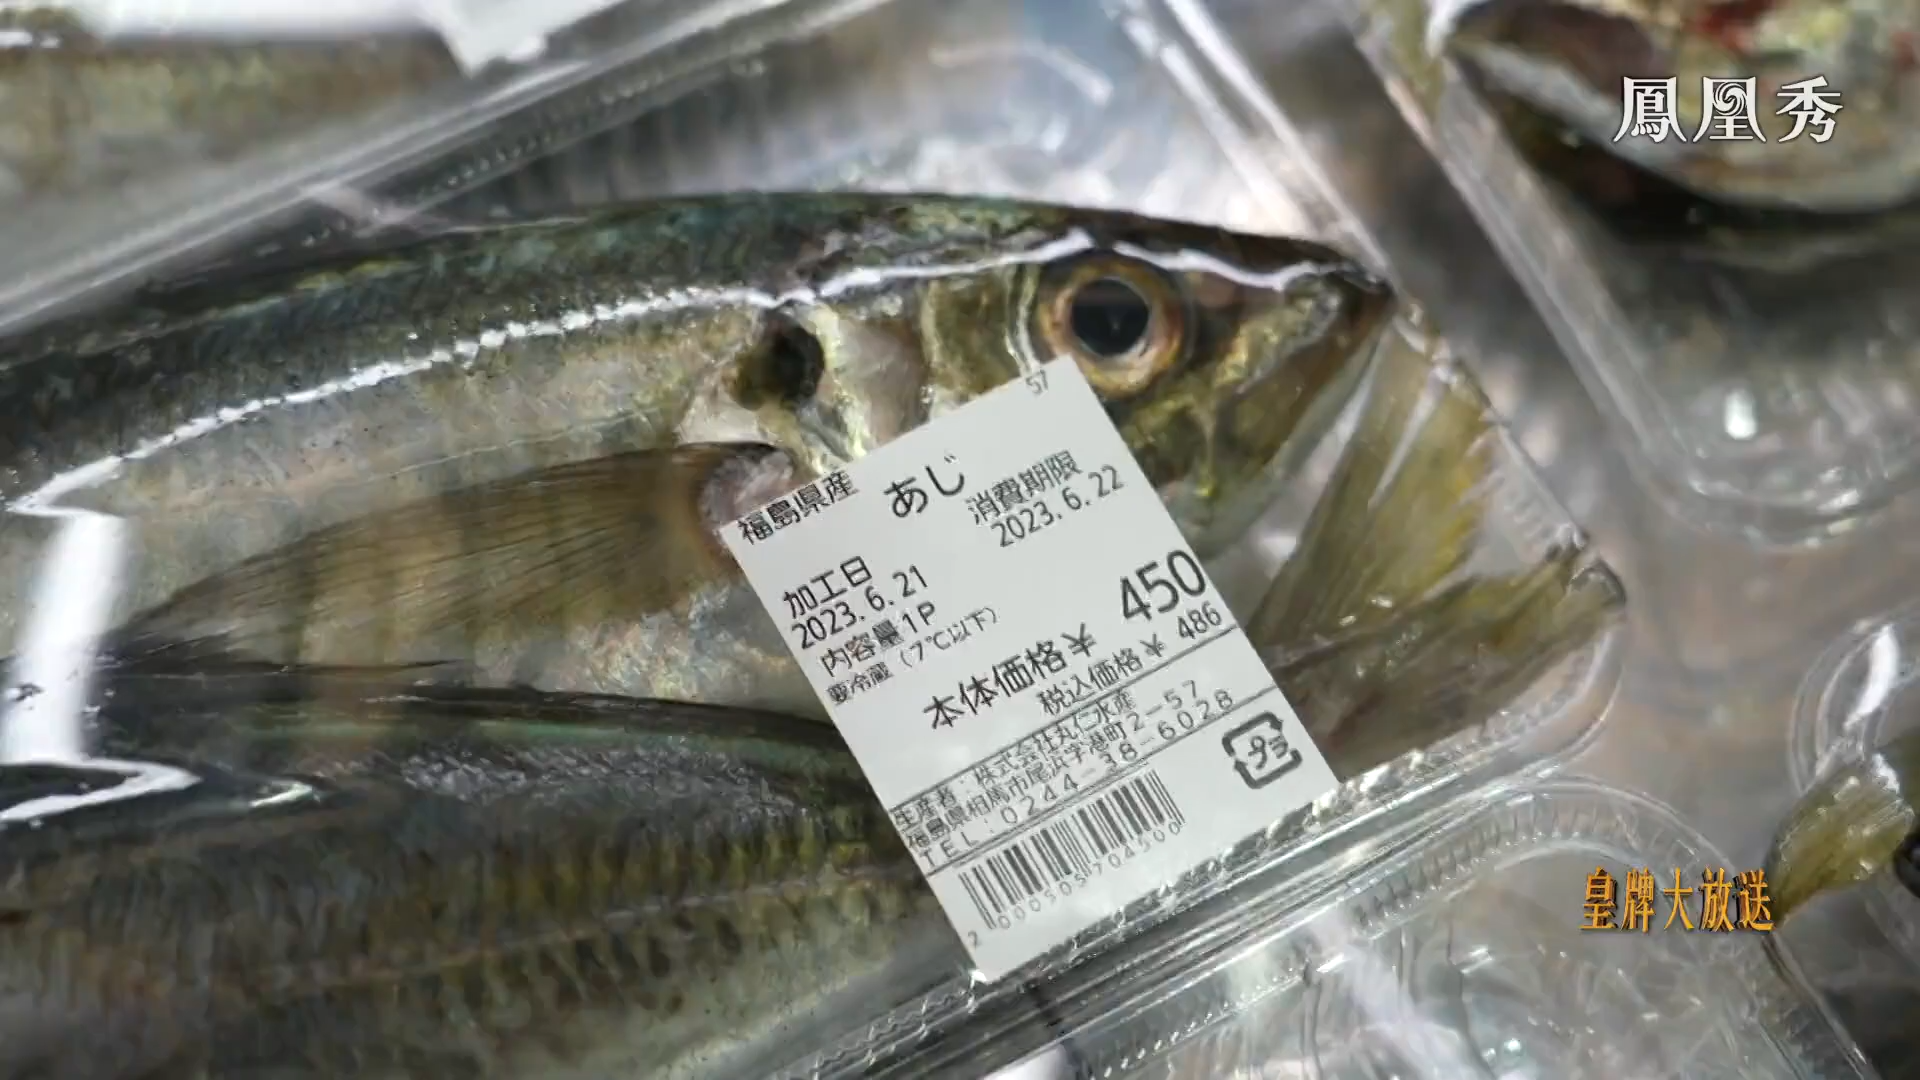 鳳凰秀
57
福島県産
あじ
消費期限
2023.6.22
加工日
2023.6.21
内容量1P
要冷蔵(7℃以下)
450
本体価格¥
税込価格¥ 486
生産者:株式会社丸仁水産
福島県相馬市尾浜字港町2-57
TEL:0244-38-6028
プラ
2000505704500
皇牌大放送